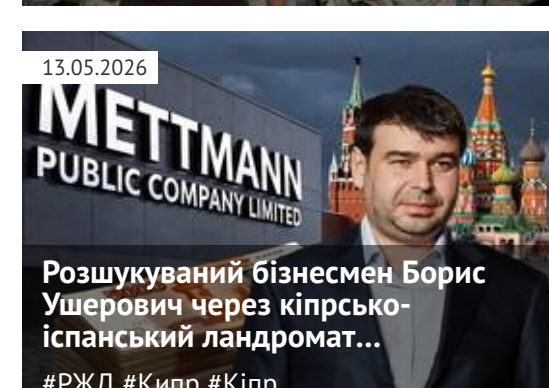 13.05.2026
METTMANN
PUBLIC COMPANY LIMITED
Розшукуваний бізнесмен Борис
Ушерович через кіпрсько-
іспанський ландромат...
#РЖД #Кипр #Кіпр